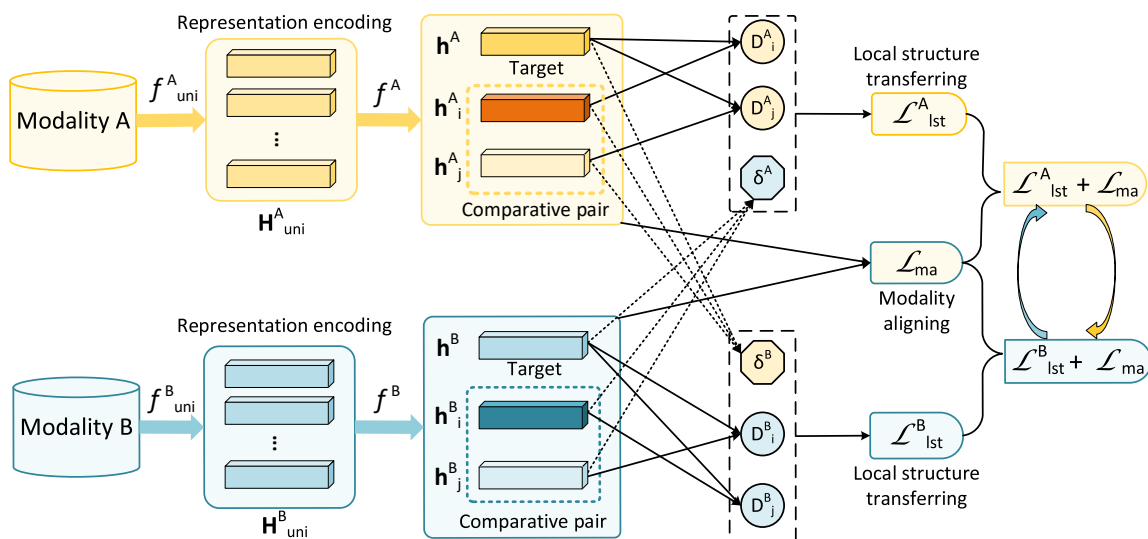 Representation encoding
Modality A
f^A_uni
⋮
H^A_uni
f^A
h^A
Target
h^A_i
h^A_j
Comparative pair
D^A_i
D^A_j
δ^A
Local structure
transferring
ℒ^A_lst
ℒ^A_lst + ℒ_ma
ℒ_ma
Modality
aligning
ℒ^B_lst + ℒ_ma
Representation encoding
Modality B
f^B_uni
⋮
H^B_uni
f^B
h^B
Target
h^B_i
h^B_j
Comparative pair
δ^B
D^B_i
D^B_j
ℒ^B_lst
Local structure
transferring